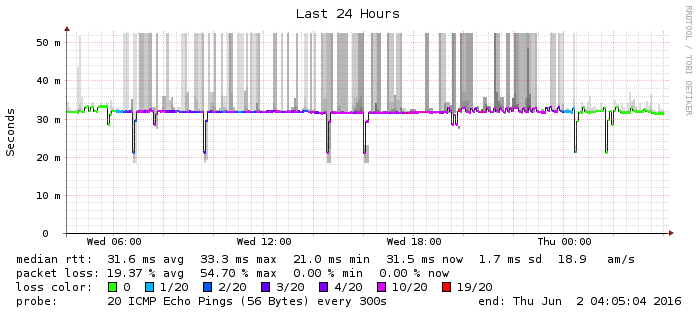 Last 24 Hours
RRDTOOL / TOBI OETIKER
Seconds
50 m
40 m
30 m
20 m
10 m
0
Wed 06:00 Wed 12:00 Wed 18:00 Thu 00:00
median rtt: 31.6 ms avg 33.3 ms max 21.0 ms min 31.5 ms now 1.7 ms sd 18.9 am/s
packet loss: 19.37 % avg 54.70 % max 0.00 % min 0.00 % now
loss color: 0 1/20 2/20 3/20 4/20 10/20 19/20
probe: 20 ICMP Echo Pings (56 Bytes) every 300s end: Thu Jun 2 04:05:04 2016